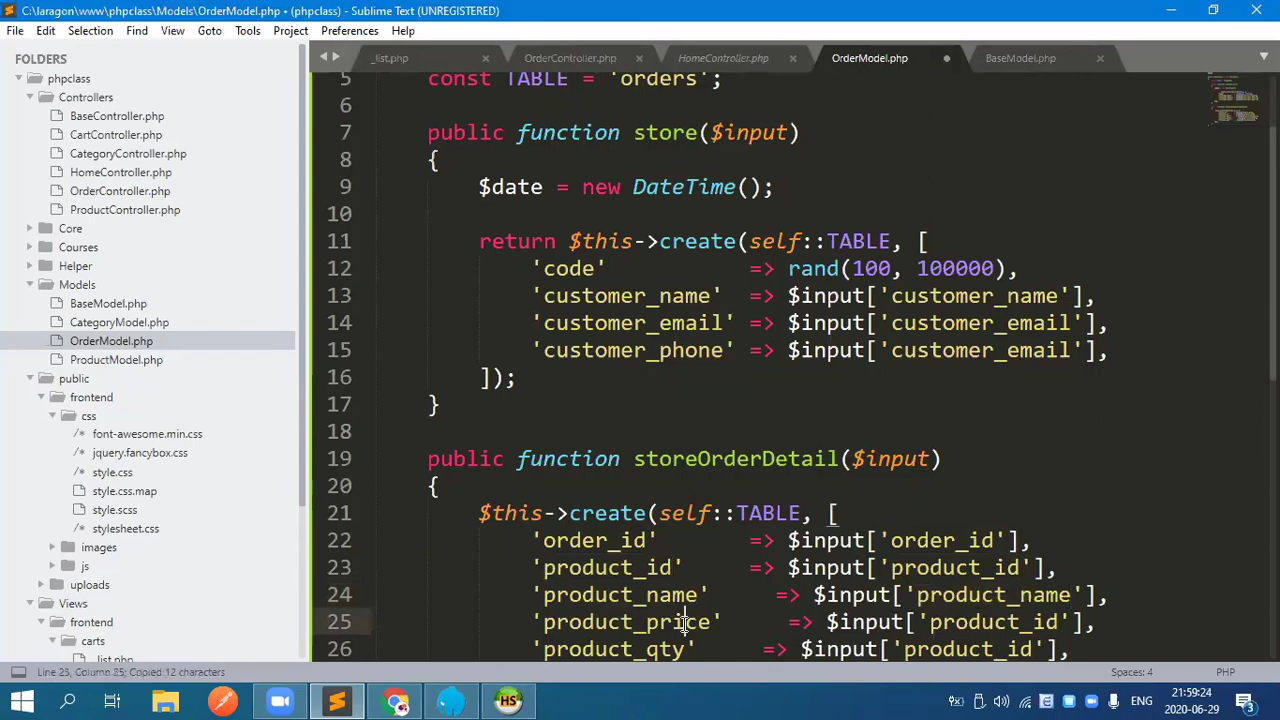 C:\laragon\www\phpclass\Models\OrderModel.php • (phpclass) - Sublime Text (UNREGISTERED)
File Edit Selection Find View Goto Tools Project Preferences Help
FOLDERS
phpclass
Controllers
BaseController.php
CartController.php
CategoryController.php
HomeController.php
OrderController.php
ProductController.php
Core
Courses
Helper
Models
BaseModel.php
CategoryModel.php
OrderModel.php
ProductModel.php
public
frontend
css
/* font-awesome.min.css
/* jquery.fancybox.css
/* style.css
style.css.map
/* style.scss
/* stylesheet.css
images
js
uploads
Views
frontend
carts
_list.php
_list.php OrderController.php HomeController.php OrderModel.php BaseModel.php
5 const TABLE = 'orders';
6
7 public function store($input)
8 {
9 $date = new DateTime();
10
11 return $this->create(self::TABLE, [
12 'code' => rand(100, 100000),
13 'customer_name' => $input['customer_name'],
14 'customer_email' => $input['customer_email'],
15 'customer_phone' => $input['customer_email'],
16 ]);
17 }
18
19 public function storeOrderDetail($input)
20 {
21 $this->create(self::TABLE, [
22 'order_id' => $input['order_id'],
23 'product_id' => $input['product_id'],
24 'product_name' => $input['product_name'],
25 'product_price' => $input['product_id'],
26 'product_qty' => $input['product_id'],
Line 25, Column 25; Copied 12 characters Spaces: 4 PHP
HS
ENG
21:59:24
2020-06-29
3